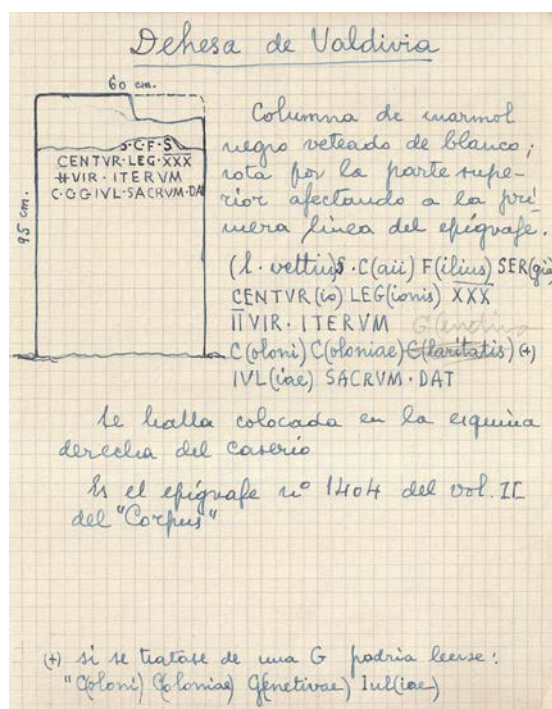 Dehesa de Valdivia
60 cm.
95 cm.
S·C·F·S
CENTVR·LEG·XXX
IIVIR·ITERVM
C·C·G·IVL·SACRVM·DAT
Columna de marmol
negro veteado de blanco;
rota por la parte supe-
rior afectando a la pri-
mera línea del epígrafe.
(L. vettius)S·C(aii) F(ilius) SER(gia
CENTVR(io) LEG(ionis) XXX
IIVIR·ITERVM G(enetiva
C(oloni) C(oloniae) C(laritatis) (+)
IVL(iae) SACRVM·DAT
Se halla colocada en la esquina
derecha del caserío
Es el epígrafe nº 1404 del vol. II
del "Corpus"
(+) si se tratase de una G podría leerse:
"C(oloni) C(oloniae) G(enetivae) Iul(iae)